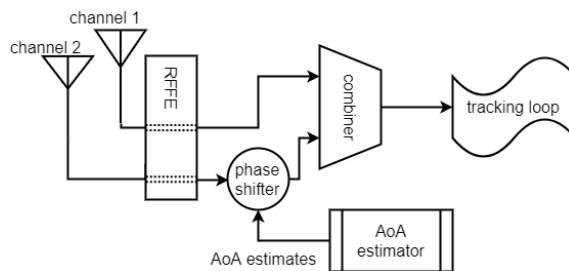 channel 1
channel 2
RFFE
combiner
tracking loop
phase
shifter
AoA
estimator
AoA estimates